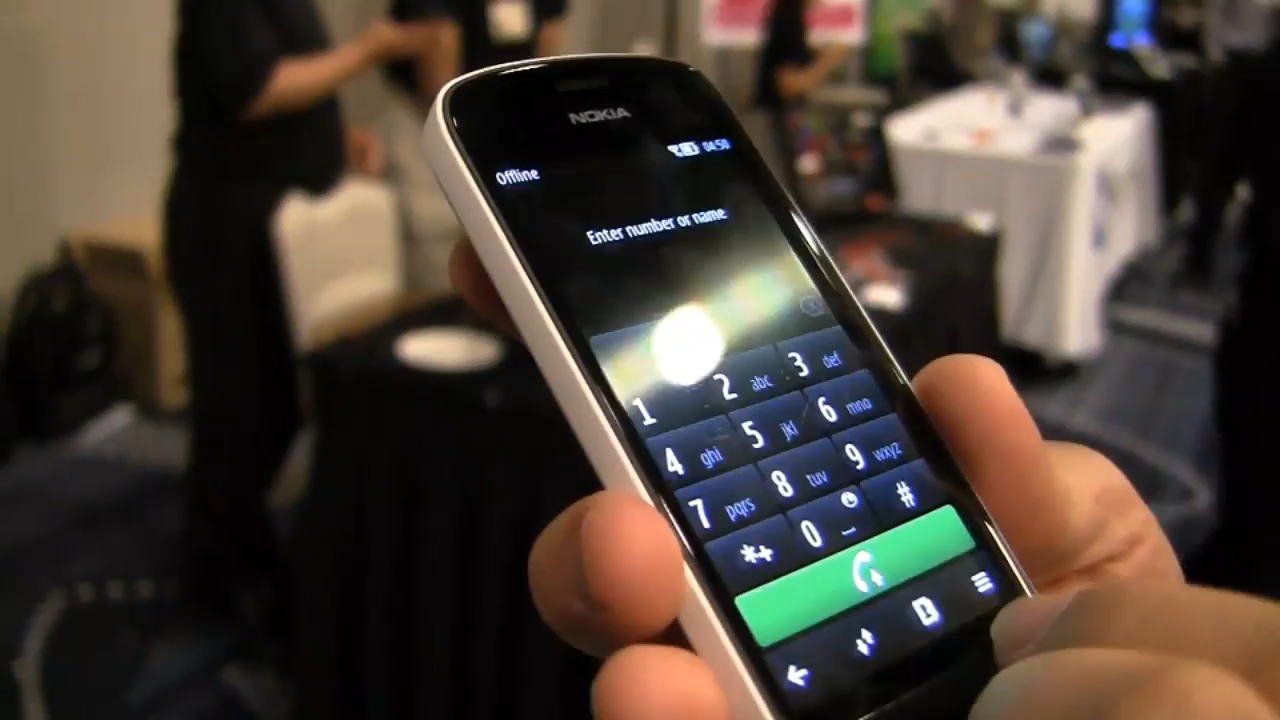 NOKIA
04:50
Offline
Enter number or name
1
2 abc
3 def
4 ghi
5 jkl
6 mno
7 pqrs
8 tuv
9 wxyz
*+
0
#